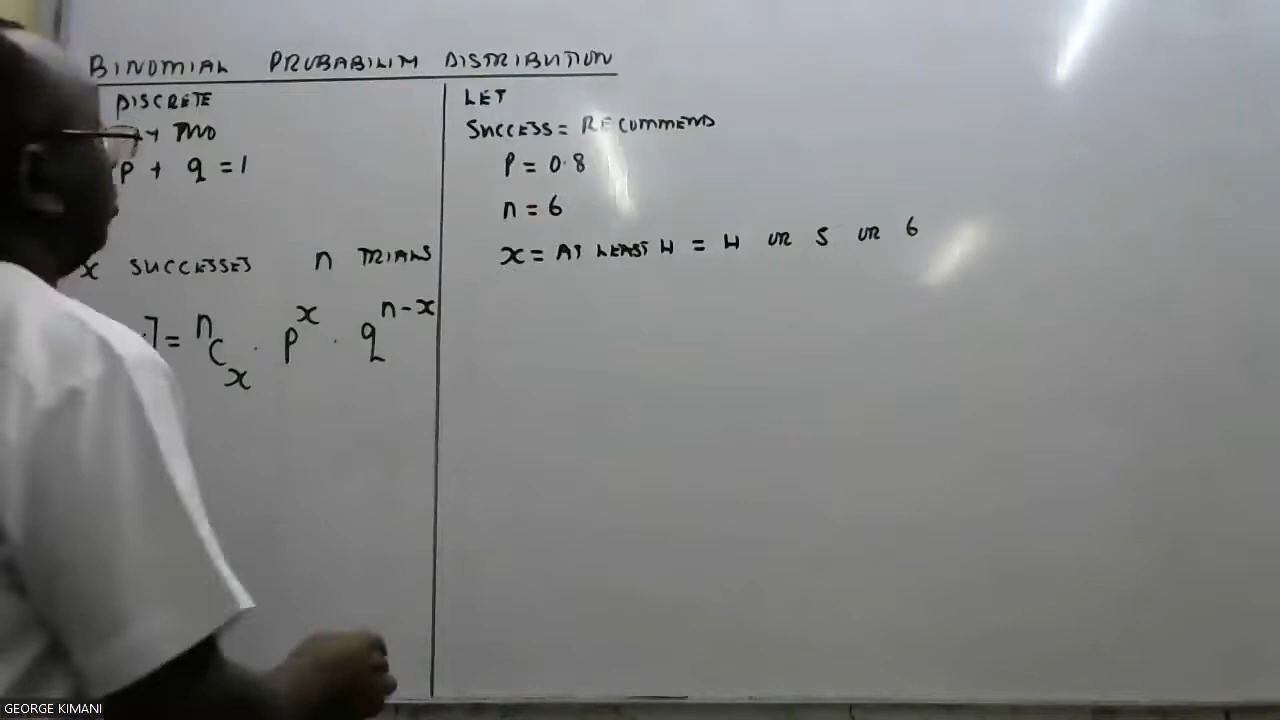 BINOMIAL PROBABILITY DISTRIBUTION
DISCRETE
TWO
p + q = 1
x SUCCESSES n TRIALS
] = nCx · p^x · q^n-x
LET
SUCCESS = RECOMMEND
P = 0.8
n = 6
x = AT LEAST 4 = 4 OR 5 OR 6
GEORGE KIMANI